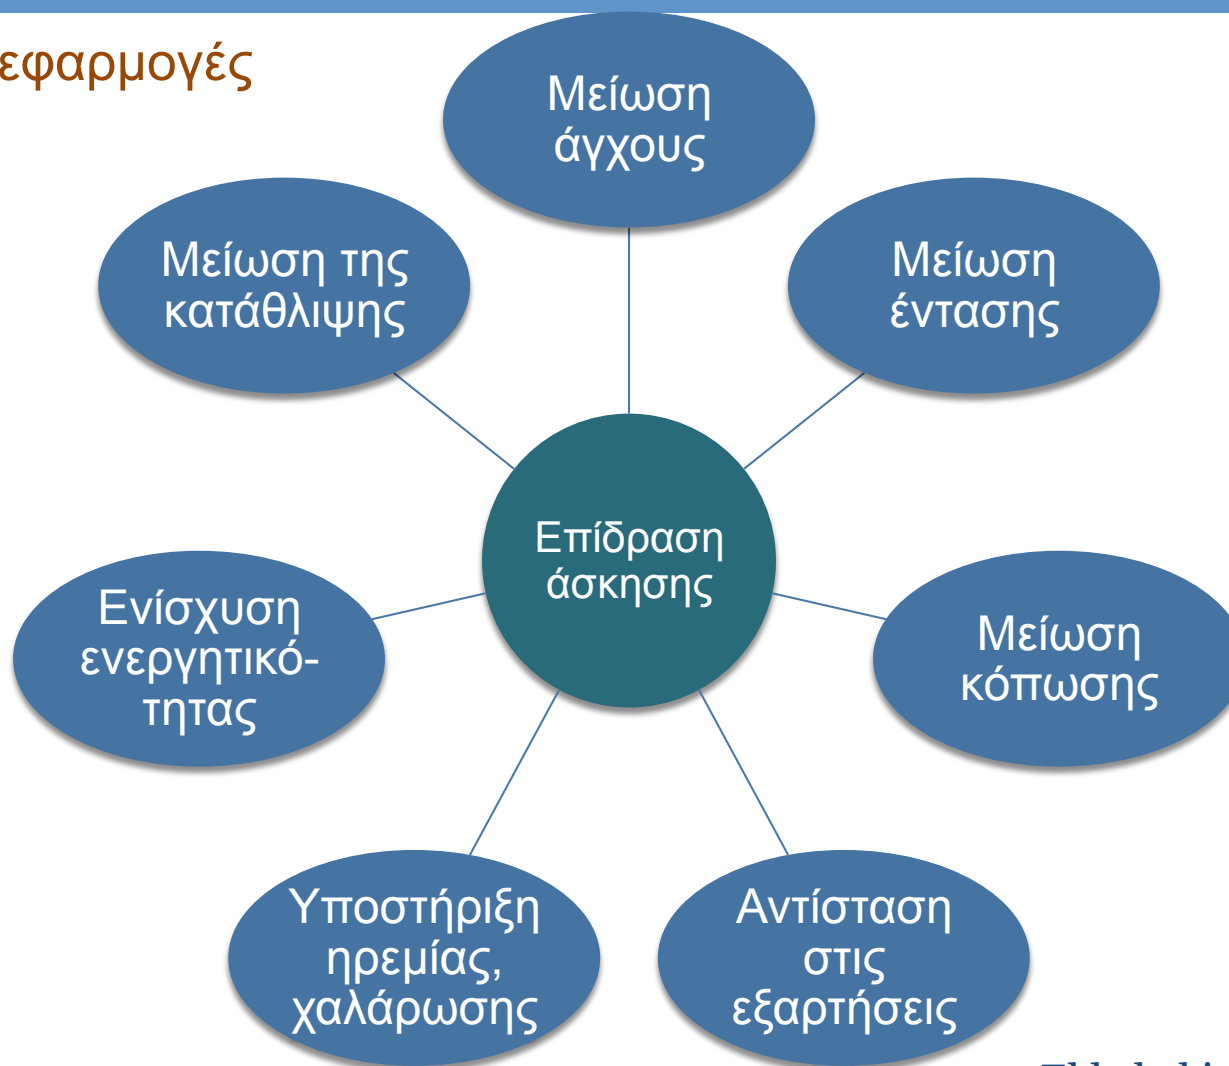 εφαρμογές
Μείωση
άγχους
Μείωση
έντασης
Μείωση
κόπωσης
Αντίσταση
στις
εξαρτήσεις
Υποστήριξη
ηρεμίας,
χαλάρωσης
Ενίσχυση
ενεργητικό-
τητας
Μείωση της
κατάθλιψης
Επίδραση
άσκησης